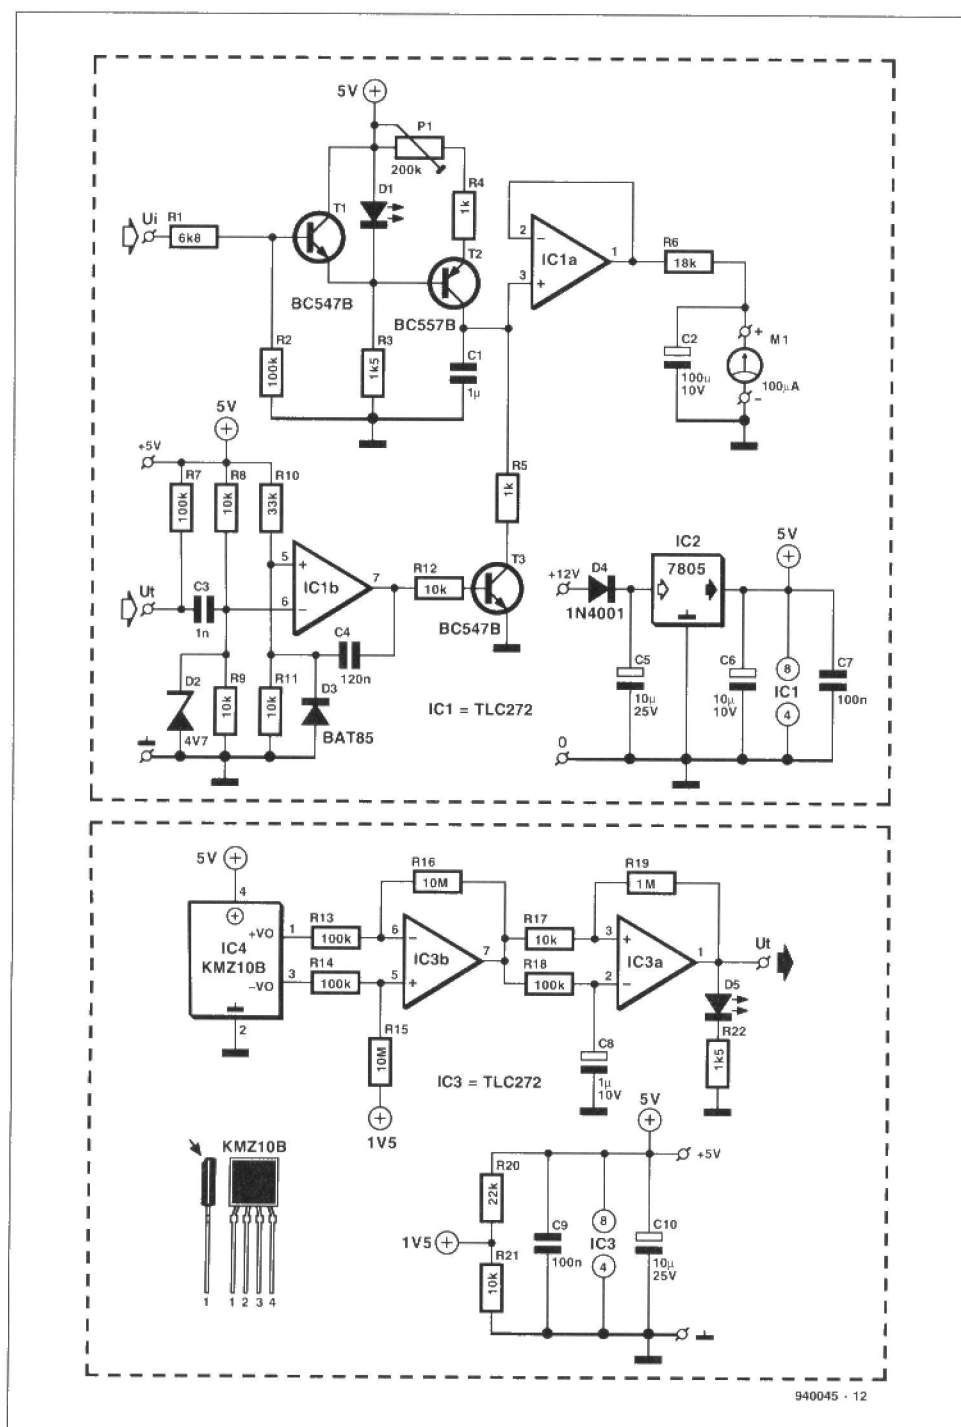 5V
P1
200k
D1
R4
1k
Ui
R1
6k8
T1
T2
BC547B
BC557B
R2
100k
R3
1k5
C1
1µ
2
−
IC1a
3
+
1
R6
18k
C2
100µ
10V
+
M1
100µA
−
5V
+5V
R7
100k
R8
10k
R10
33k
5
+
IC1b
6
−
7
R12
10k
R5
1k
T3
BC547B
Ut
C3
1n
C4
120n
D2
4V7
R9
10k
R11
10k
D3
BAT85
IC1 = TLC272
+12V
D4
1N4001
IC2
7805
5V
C5
10µ
25V
C6
10µ
10V
8
IC1
4
C7
100n
0
5V
4
IC4
KMZ10B
+VO
−VO
1
3
2
R13
100k
R14
100k
R16
10M
6
−
IC3b
5
+
7
R15
10M
1V5
R17
10k
R18
100k
R19
1M
3
+
IC3a
2
−
1
Ut
D5
R22
1k5
C8
1µ
10V
IC3 = TLC272
KMZ10B
1
1 2 3 4
5V
+5V
R20
22k
1V5
R21
10k
C9
100n
8
IC3
4
C10
10µ
25V
940045 - 12